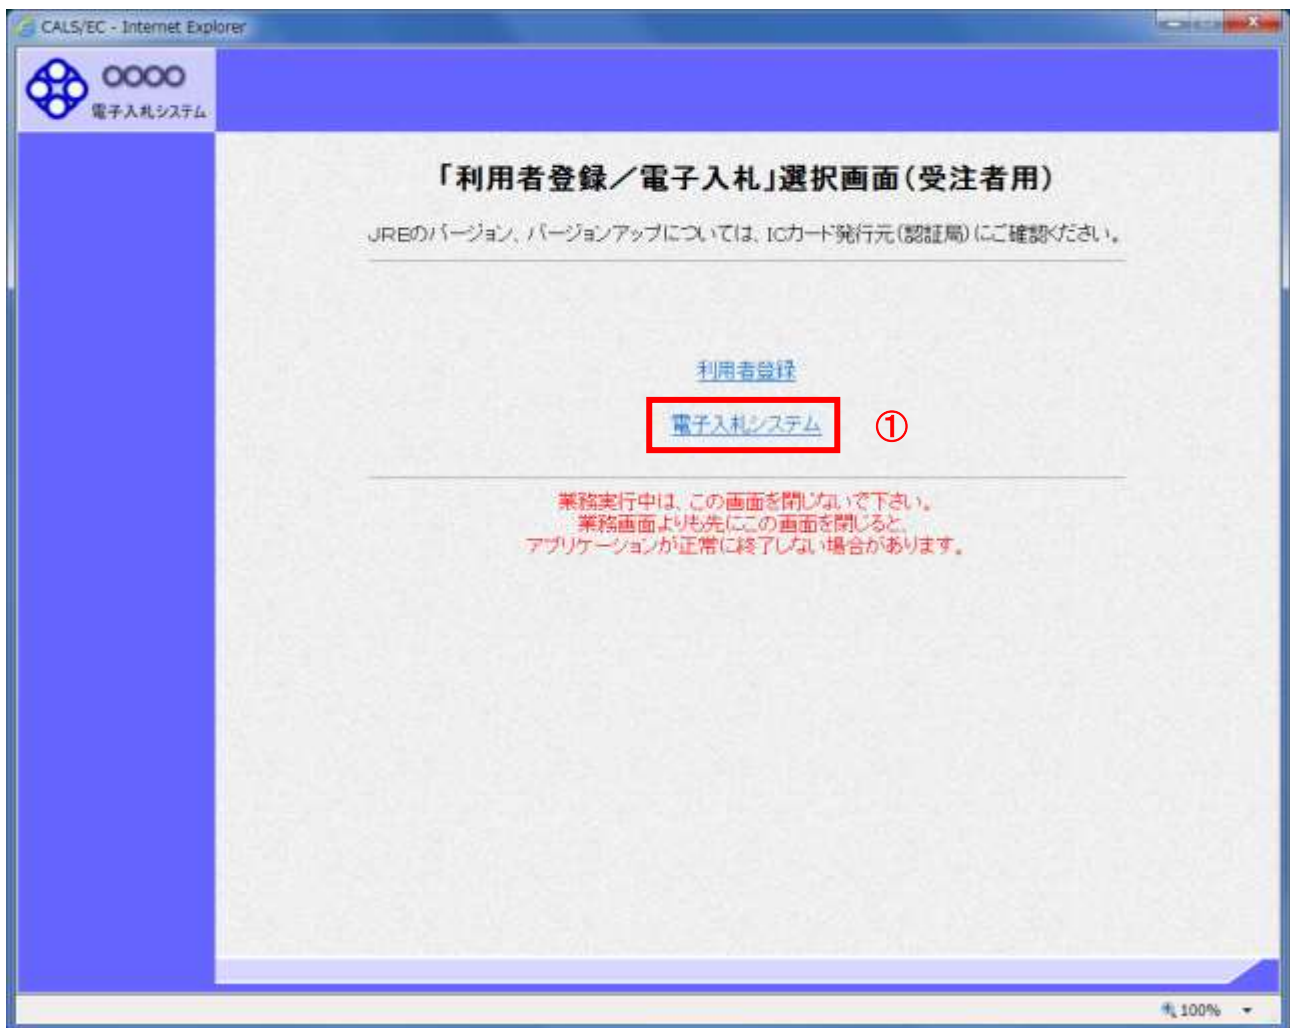 CALS/EC - Internet Explorer
○○○○
電子入札システム
「利用者登録／電子入札」選択画面（受注者用）
JREのバージョン、バージョンアップについては、ICカード発行元（認証局）にご確認ください。
利用者登録
電子入札システム ①
業務実行中は、この画面を閉じないで下さい。
業務画面よりも先にこの画面を閉じると、
アプリケーションが正常に終了しない場合があります。
100%